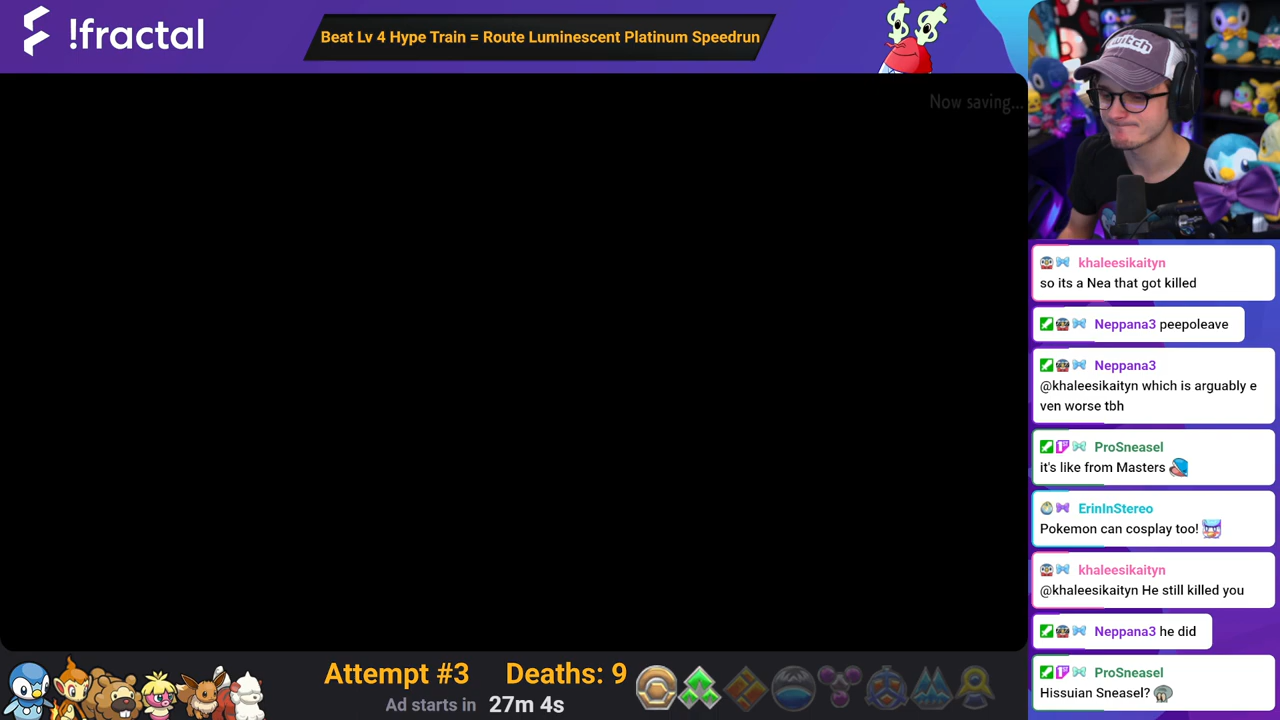 !fractal
Beat Lv 4 Hype Train = Route Luminescent Platinum Speedrun
Now saving...
twitch
khaleesikaityn
so its a Nea that got killed
Neppana3 peepoleave
Neppana3
@khaleesikaityn which is arguably e
ven worse tbh
ProSneasel
it's like from Masters
ErinInStereo
Pokemon can cosplay too!
khaleesikaityn
@khaleesikaityn He still killed you
Neppana3 he did
ProSneasel
Hissuian Sneasel?
Attempt #3 Deaths: 9
Ad starts in 27m 4s